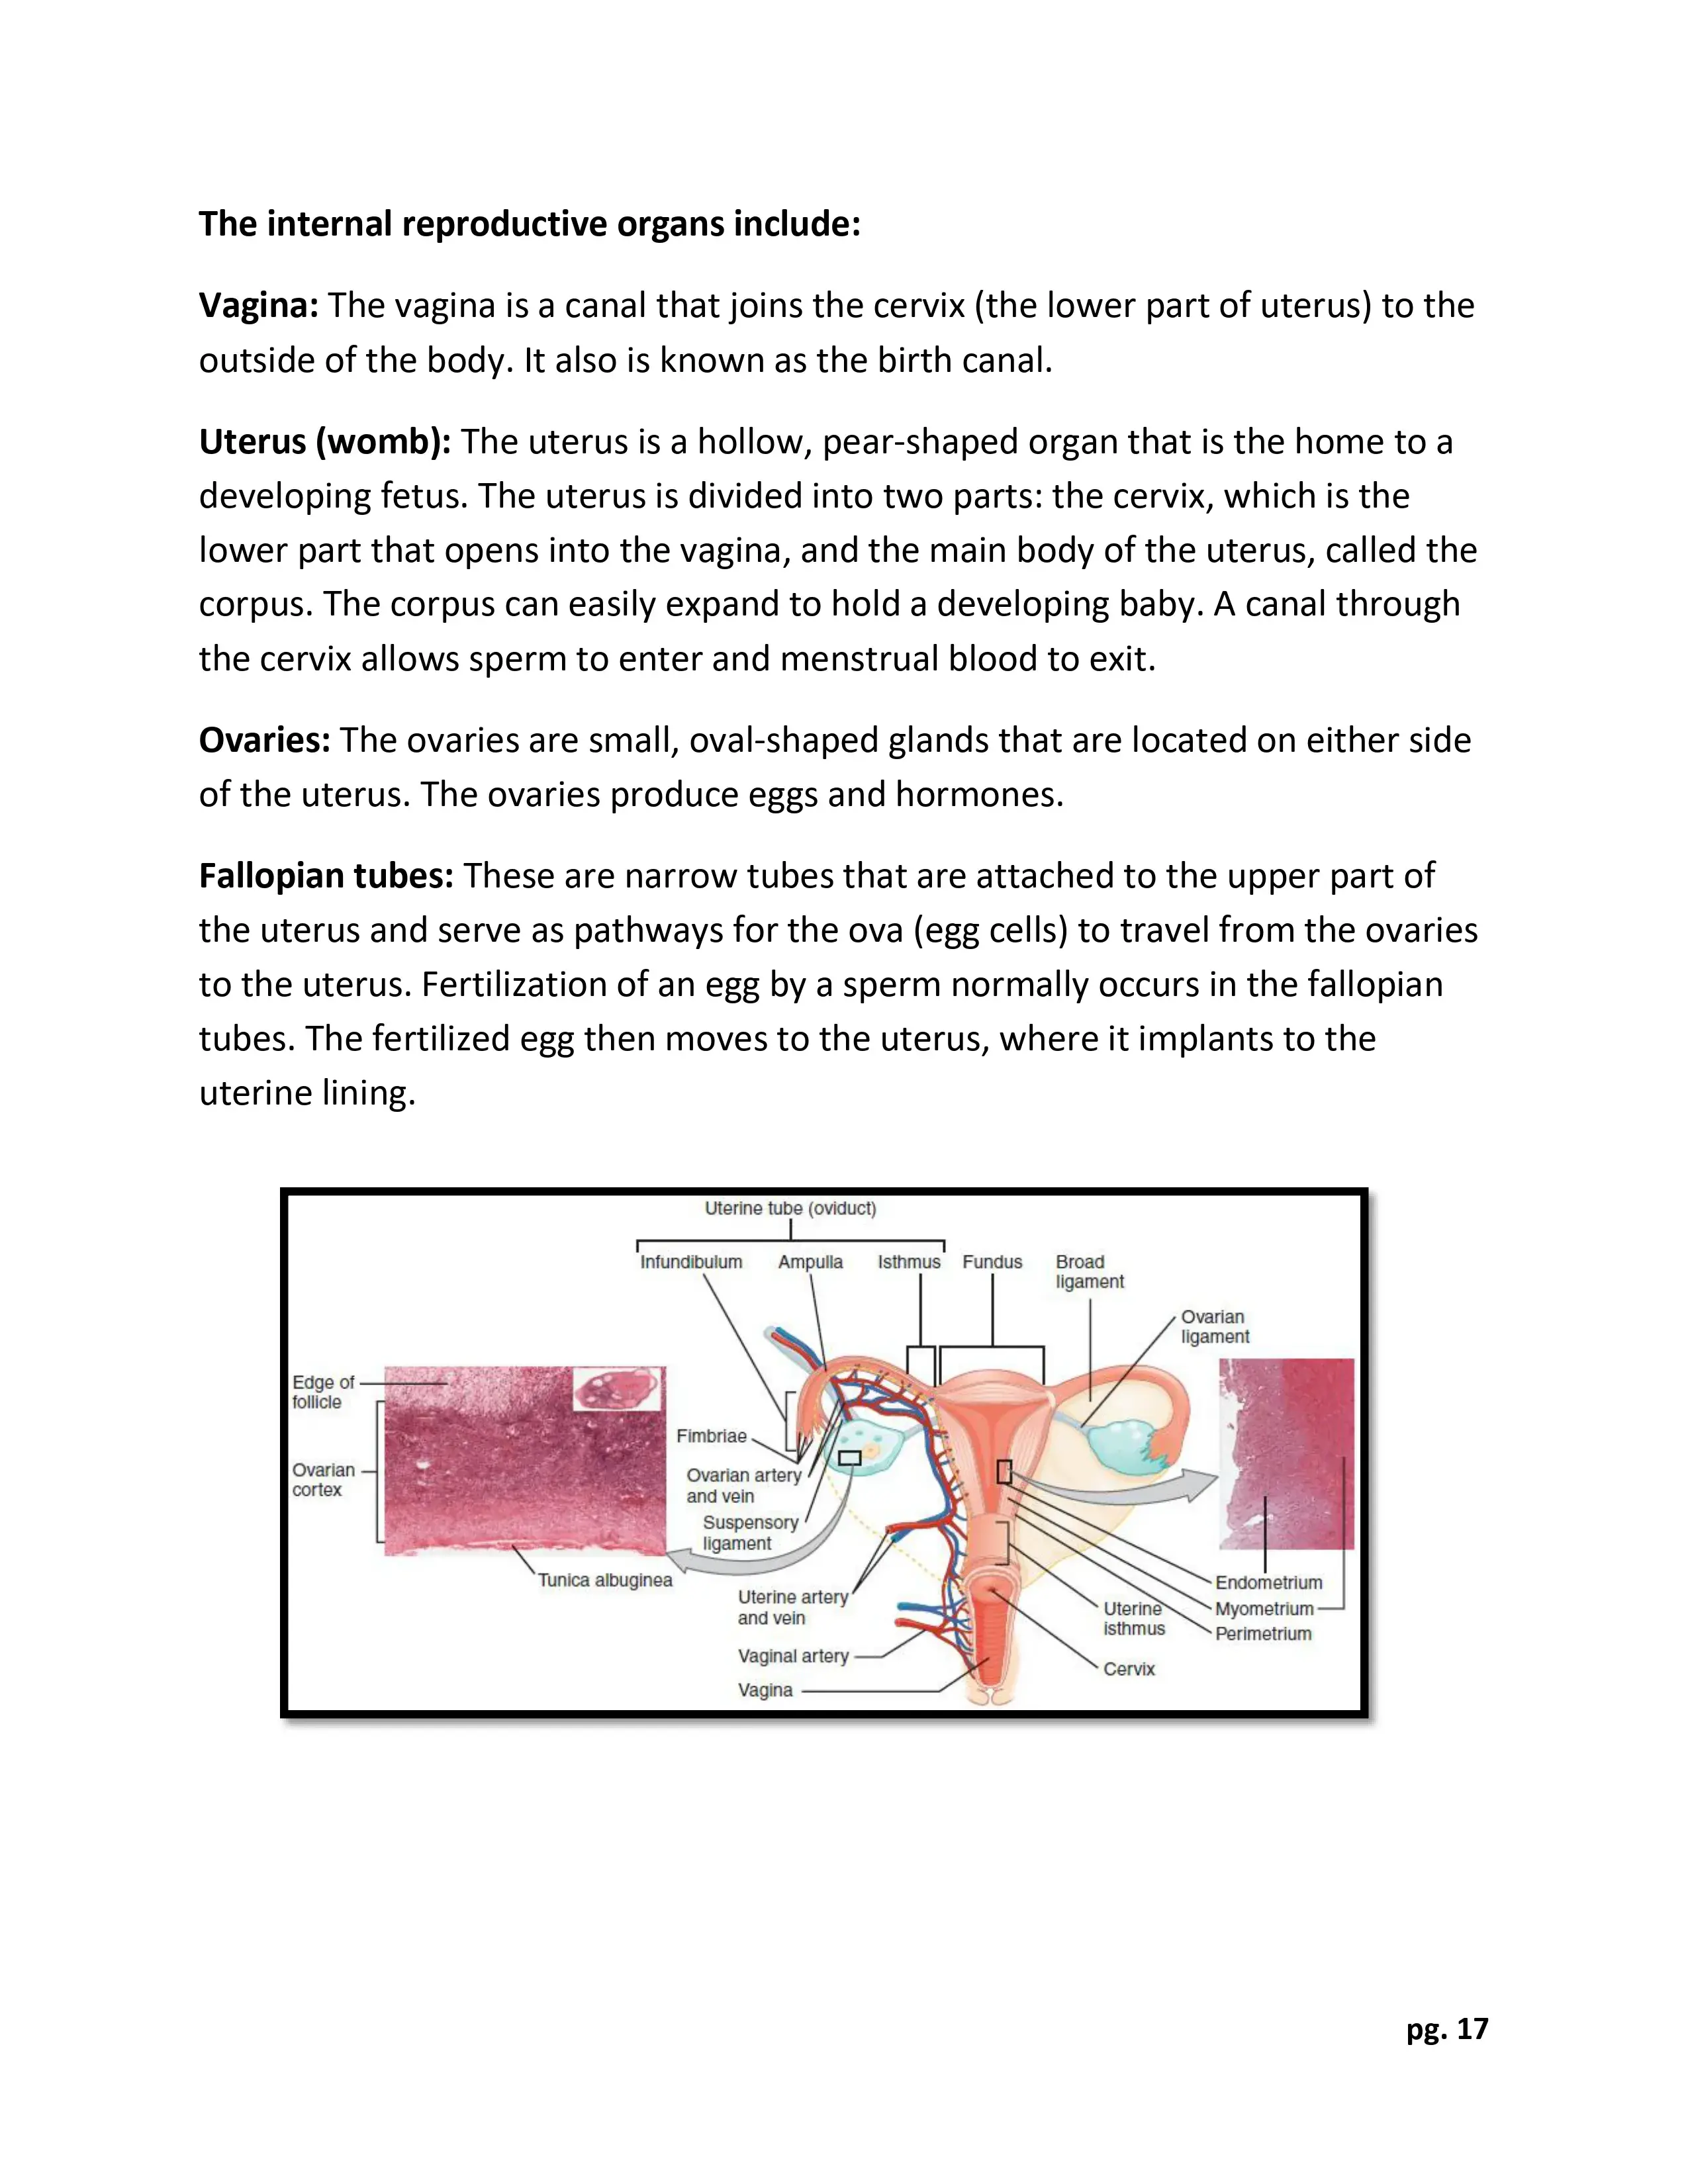 The internal reproductive organs include:
Vagina: The vagina is a canal that joins the cervix (the lower part of uterus) to the
outside of the body. It also is known as the birth canal.
Uterus (womb): The uterus is a hollow, pear-shaped organ that is the home to a
developing fetus. The uterus is divided into two parts: the cervix, which is the
lower part that opens into the vagina, and the main body of the uterus, called the
corpus. The corpus can easily expand to hold a developing baby. A canal through
the cervix allows sperm to enter and menstrual blood to exit.
Ovaries: The ovaries are small, oval-shaped glands that are located on either side
of the uterus. The ovaries produce eggs and hormones.
Fallopian tubes: These are narrow tubes that are attached to the upper part of
the uterus and serve as pathways for the ova (egg cells) to travel from the ovaries
to the uterus. Fertilization of an egg by a sperm normally occurs in the fallopian
tubes. The fertilized egg then moves to the uterus, where it implants to the
uterine lining.
Uterine tube (oviduct)
Infundibulum
Ampulla
Isthmus
Fundus
Broad
ligament
Ovarian
ligament
Edge of
follicle
Ovarian
cortex
Tunica albuginea
Fimbriae
Ovarian artery
and vein
Suspensory
ligament
Uterine artery
and vein
Vaginal artery
Vagina
Endometrium
Myometrium
Perimetrium
Uterine
isthmus
Cervix
pg. 17